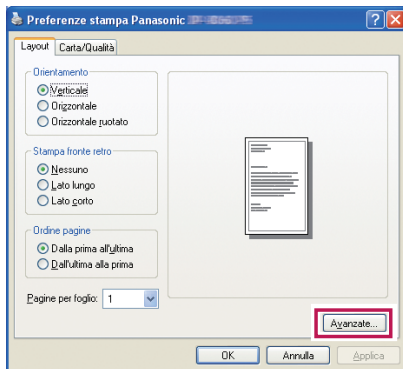 Preferenze stampa Panasonic
Layout
Carta/Qualità
Orientamento
Verticale
Orizzontale
Orizzontale ruotato
Stampa fronte retro
Nessuno
Lato lungo
Lato corto
Ordine pagine
Dalla prima all'ultima
Dall'ultima alla prima
Pagine per foglio: 1
Avanzate...
OK
Annulla
Applica